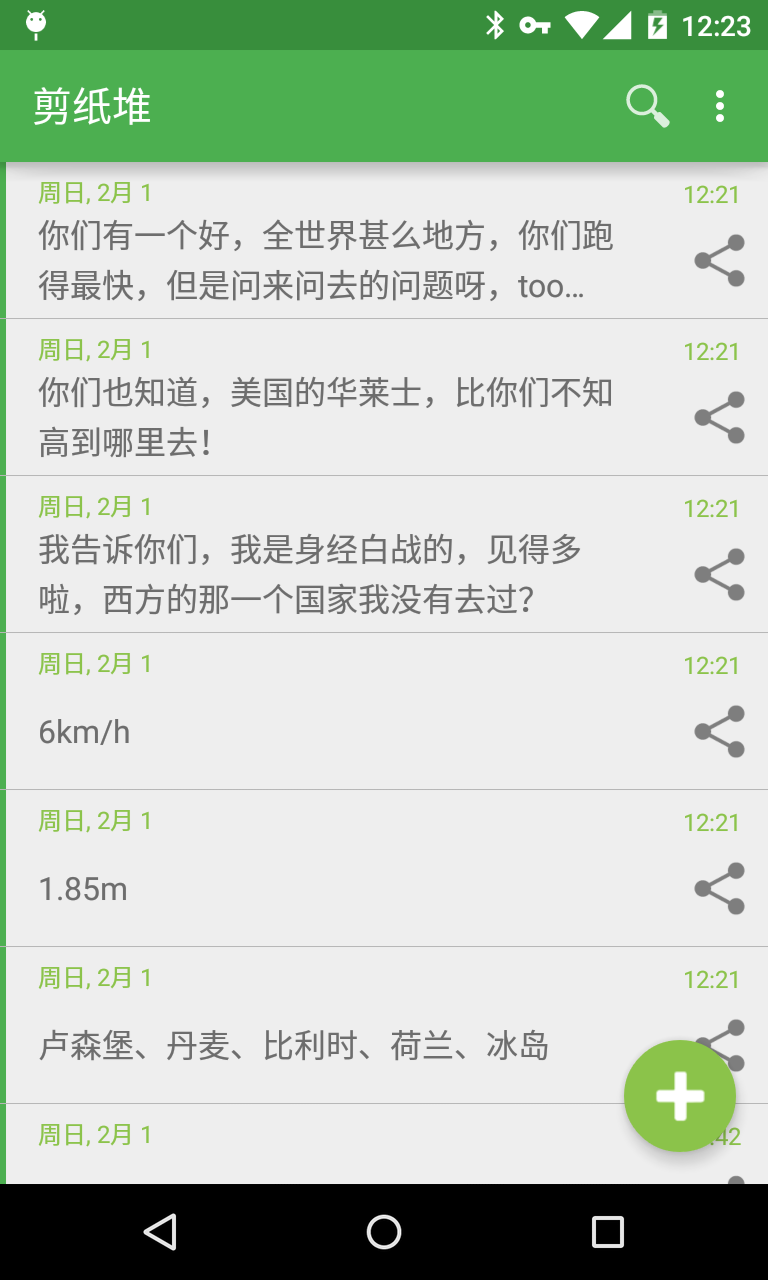 12:23
剪纸堆
周日, 2月 1
12:21
你们有一个好，全世界甚么地方，你们跑
得最快，但是问来问去的问题呀，too…
周日, 2月 1
12:21
你们也知道，美国的华莱士，比你们不知
高到哪里去！
周日, 2月 1
12:21
我告诉你们，我是身经白战的，见得多
啦，西方的那一个国家我没有去过？
周日, 2月 1
12:21
6km/h
周日, 2月 1
12:21
1.85m
周日, 2月 1
12:21
卢森堡、丹麦、比利时、荷兰、冰岛
周日, 2月 1